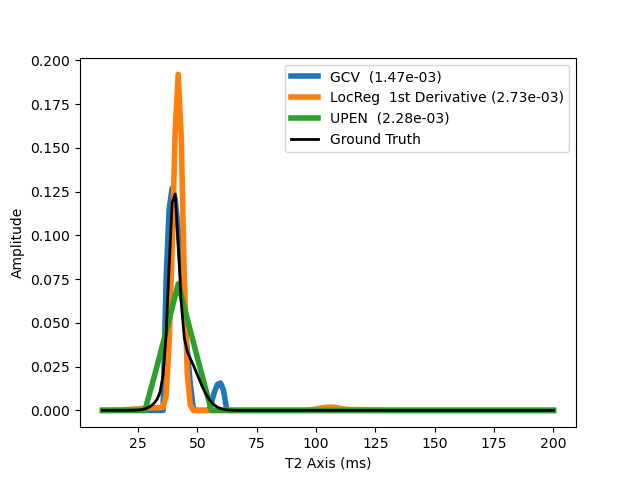 0.200
0.175
0.150
0.125
0.100
0.075
0.050
0.025
0.000
Amplitude
GCV (1.47e-03)
LocReg 1st Derivative (2.73e-03)
UPEN (2.28e-03)
Ground Truth
25 50 75 100 125 150 175 200
T2 Axis (ms)